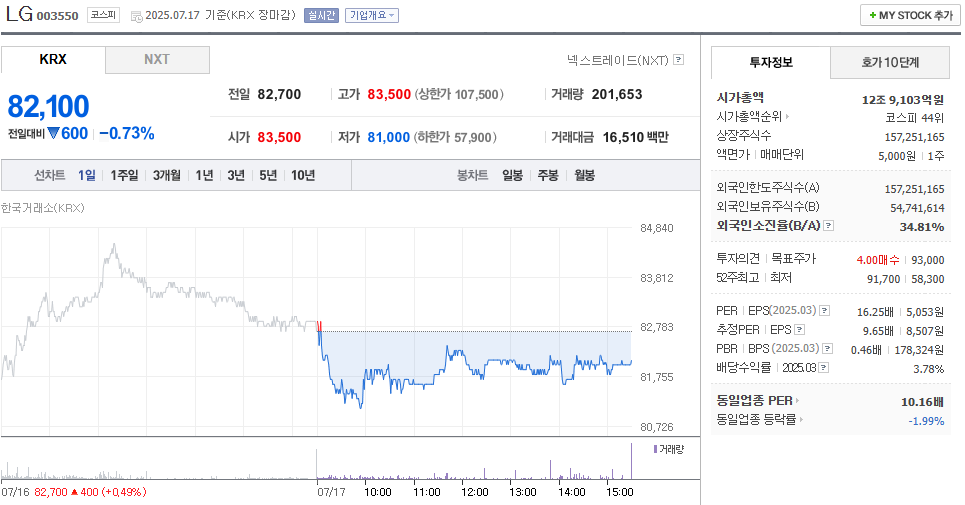 LG 003550 코스피 2025.07.17 기준(KRX 장마감) 실시간 기업개요
+ MY STOCK 추가
KRX NXT
넥스트레이드(NXT) ?
82,100
전일대비 ▼600 -0.73%
전일 82,700 고가 83,500 (상한가 107,500) 거래량 201,653
시가 83,500 저가 81,000 (하한가 57,900) 거래대금 16,510 백만
선차트 1일 1주일 3개월 1년 3년 5년 10년 봉차트 일봉 주봉 월봉
한국거래소(KRX)
84,840
83,812
82,783
81,755
80,726
거래량
07/16 82,700 ▲ 400 (+0.49%) 07/17 10:00 11:00 12:00 13:00 14:00 15:00
투자정보 호가 10단계
시가총액 12조 9,103억원
시가총액순위 코스피 44위
상장주식수 157,251,165
액면가 매매단위 5,000원 1주
외국인한도주식수(A) 157,251,165
외국인보유주식수(B) 54,741,614
외국인소진율(B/A) ? 34.81%
투자의견 목표주가 4.00매수 93,000
52주최고 최저 91,700 58,300
PER EPS(2025.03) ? 16.25배 5,053원
추정PER EPS ? 9.65배 8,507원
PBR BPS (2025.03) ? 0.46배 178,324원
배당수익률 2025.03 ? 3.78%
동일업종 PER 10.16배
동일업종 등락률 -1.99%